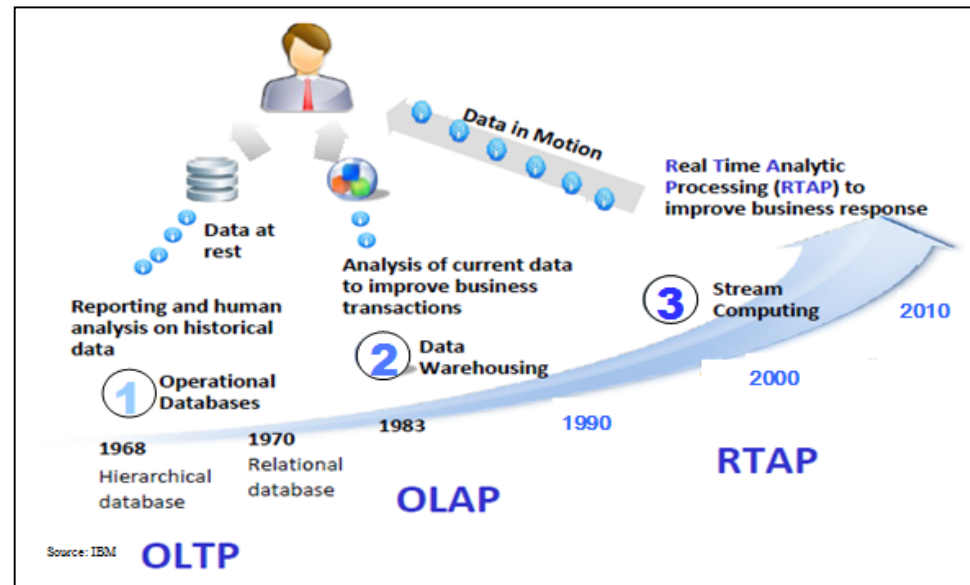 Data in Motion
Real Time Analytic
Processing (RTAP) to
improve business response
Data at
rest
Analysis of current data
to improve business
transactions
Reporting and human
analysis on historical
data
3
Stream
Computing
2010
2
Data
Warehousing
1
Operational
Databases
2000
1990
1983
1970
Relational
database
1968
Hierarchical
database
RTAP
OLAP
Source: IBM
OLTP